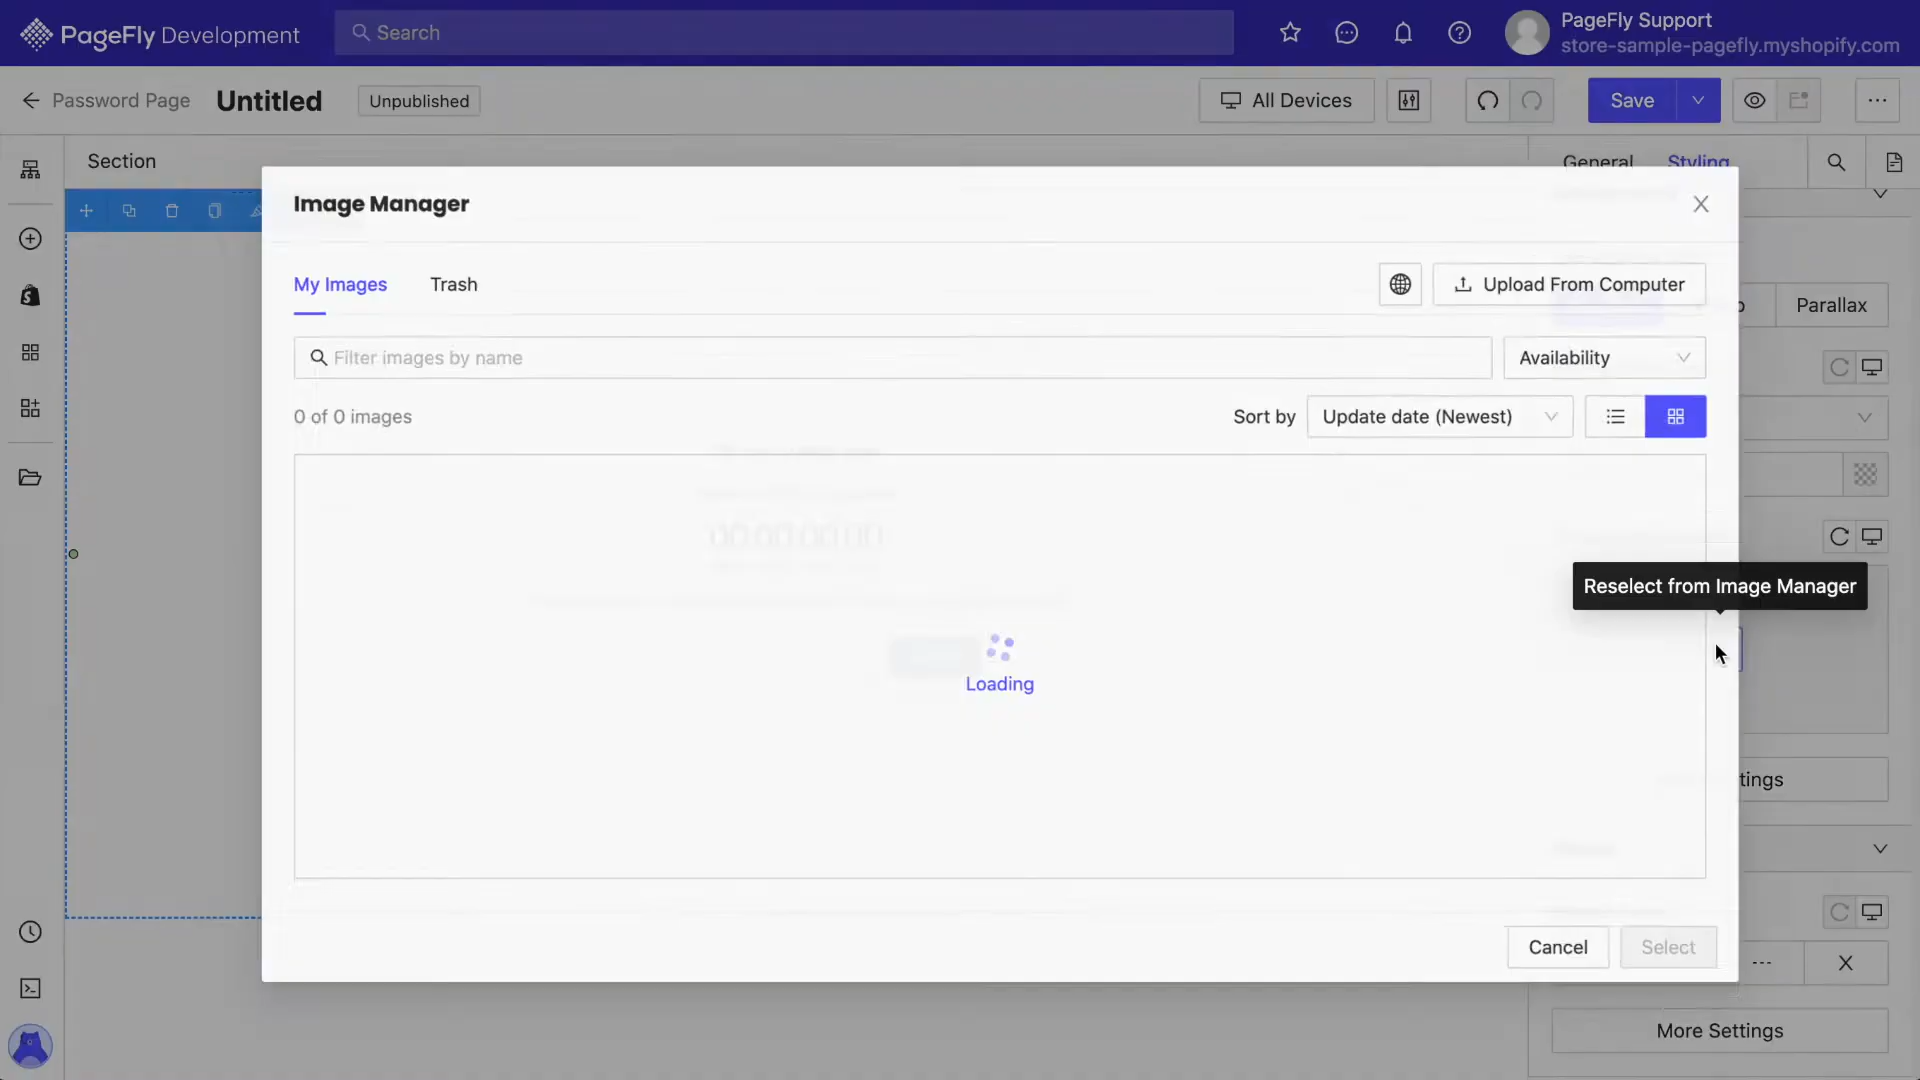 PageFly Development
Search
PageFly Support
store-sample-pagefly.myshopify.com
Password Page
Untitled
Unpublished
All Devices
Save
Section
General
Styling
Image Manager
My Images
Trash
Upload From Computer
Parallax
Filter images by name
Availability
0 of 0 images
Sort by
Update date (Newest)
Loading
Reselect from Image Manager
tings
Cancel
Select
More Settings